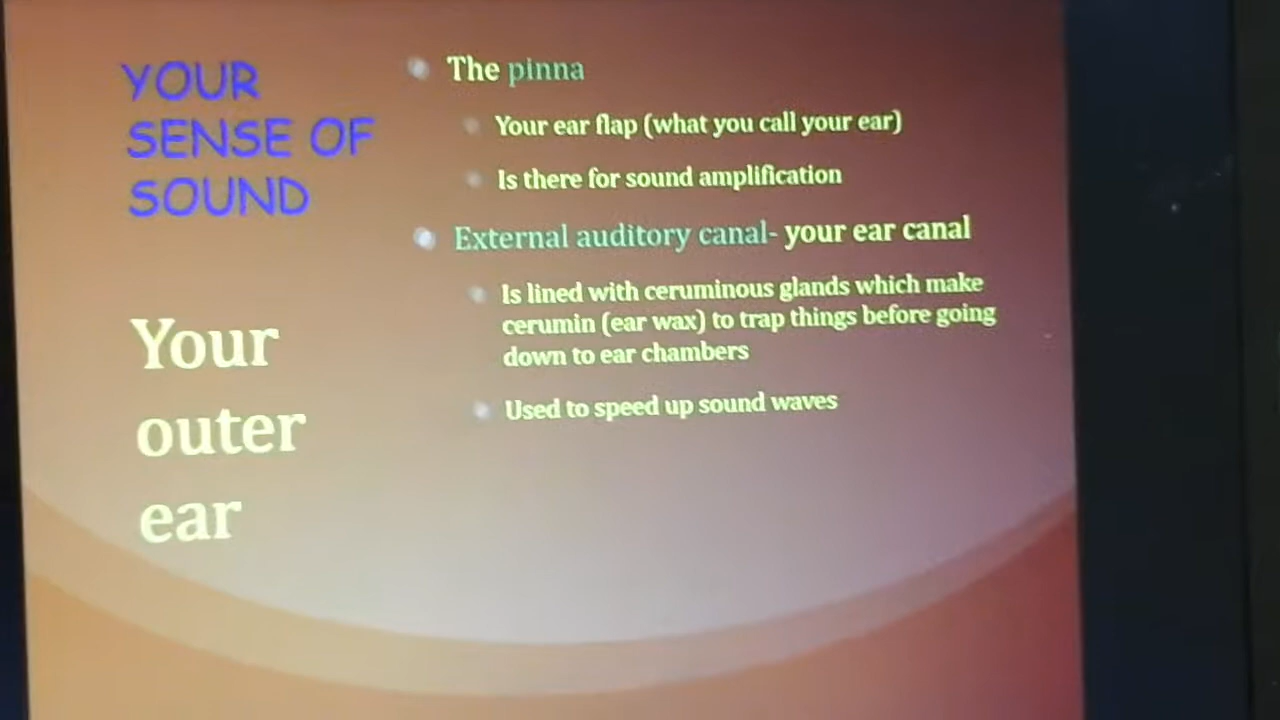 YOUR
SENSE OF
SOUND
Your
outer
ear
The pinna
Your ear flap (what you call your ear)
Is there for sound amplification
External auditory canal- your ear canal
Is lined with ceruminous glands which make
cerumin (ear wax) to trap things before going
down to ear chambers
Used to speed up sound waves